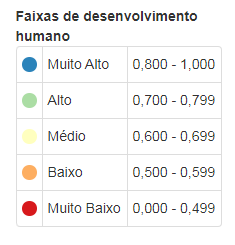 Faixas de desenvolvimento
humano
Muito Alto 0,800 - 1,000
Alto 0,700 - 0,799
Médio 0,600 - 0,699
Baixo 0,500 - 0,599
Muito Baixo 0,000 - 0,499